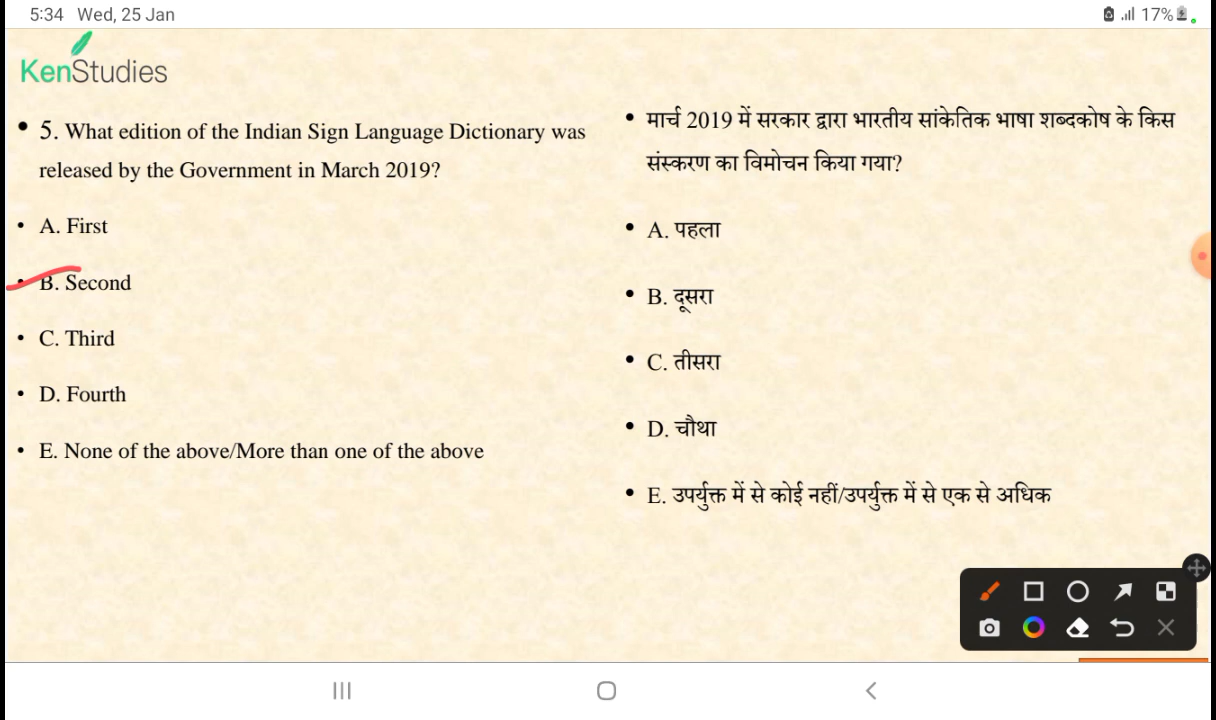 5:34 Wed, 25 Jan
17%
KenStudies
• 5. What edition of the Indian Sign Language Dictionary was
released by the Government in March 2019?
• A. First
• B. Second
• C. Third
• D. Fourth
• E. None of the above/More than one of the above
• मार्च 2019 में सरकार द्वारा भारतीय सांकेतिक भाषा शब्दकोष के किस
संस्करण का विमोचन किया गया?
• A. पहला
• B. दूसरा
• C. तीसरा
• D. चौथा
• E. उपर्युक्त में से कोई नहीं/उपर्युक्त में से एक से अधिक